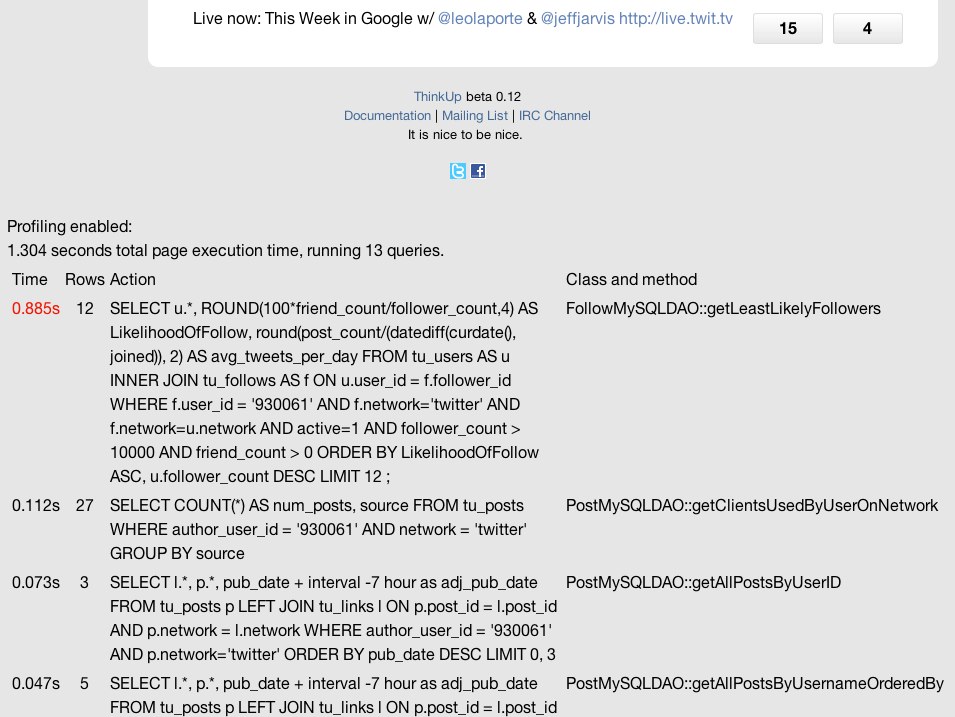 Live now: This Week in Google w/ @leolaporte & @jeffjarvis http://live.twit.tv 15 4
ThinkUp beta 0.12
Documentation | Mailing List | IRC Channel
It is nice to be nice.
Profiling enabled:
1.304 seconds total page execution time, running 13 queries.
Time Rows Action Class and method
0.885s 12 SELECT u.*, ROUND(100*friend_count/follower_count,4) AS FollowMySQLDAO::getLeastLikelyFollowers
LikelihoodOfFollow, round(post_count/(datediff(curdate(),
joined)), 2) AS avg_tweets_per_day FROM tu_users AS u
INNER JOIN tu_follows AS f ON u.user_id = f.follower_id
WHERE f.user_id = '930061' AND f.network='twitter' AND
f.network=u.network AND active=1 AND follower_count >
10000 AND friend_count > 0 ORDER BY LikelihoodOfFollow
ASC, u.follower_count DESC LIMIT 12 ;
0.112s 27 SELECT COUNT(*) AS num_posts, source FROM tu_posts PostMySQLDAO::getClientsUsedByUserOnNetwork
WHERE author_user_id = '930061' AND network = 'twitter'
GROUP BY source
0.073s 3 SELECT l.*, p.*, pub_date + interval -7 hour as adj_pub_date PostMySQLDAO::getAllPostsByUserID
FROM tu_posts p LEFT JOIN tu_links l ON p.post_id = l.post_id
AND p.network = l.network WHERE author_user_id = '930061'
AND p.network='twitter' ORDER BY pub_date DESC LIMIT 0, 3
0.047s 5 SELECT l.*, p.*, pub_date + interval -7 hour as adj_pub_date PostMySQLDAO::getAllPostsByUsernameOrderedBy
FROM tu_posts p LEFT JOIN tu_links l ON p.post_id = l.post_id